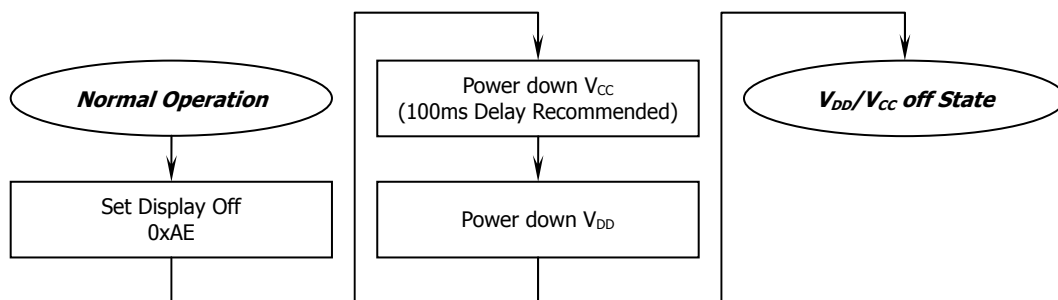 Normal Operation
Set Display Off
0xAE
Power down VCC
(100ms Delay Recommended)
Power down VDD
VDD/VCC off State